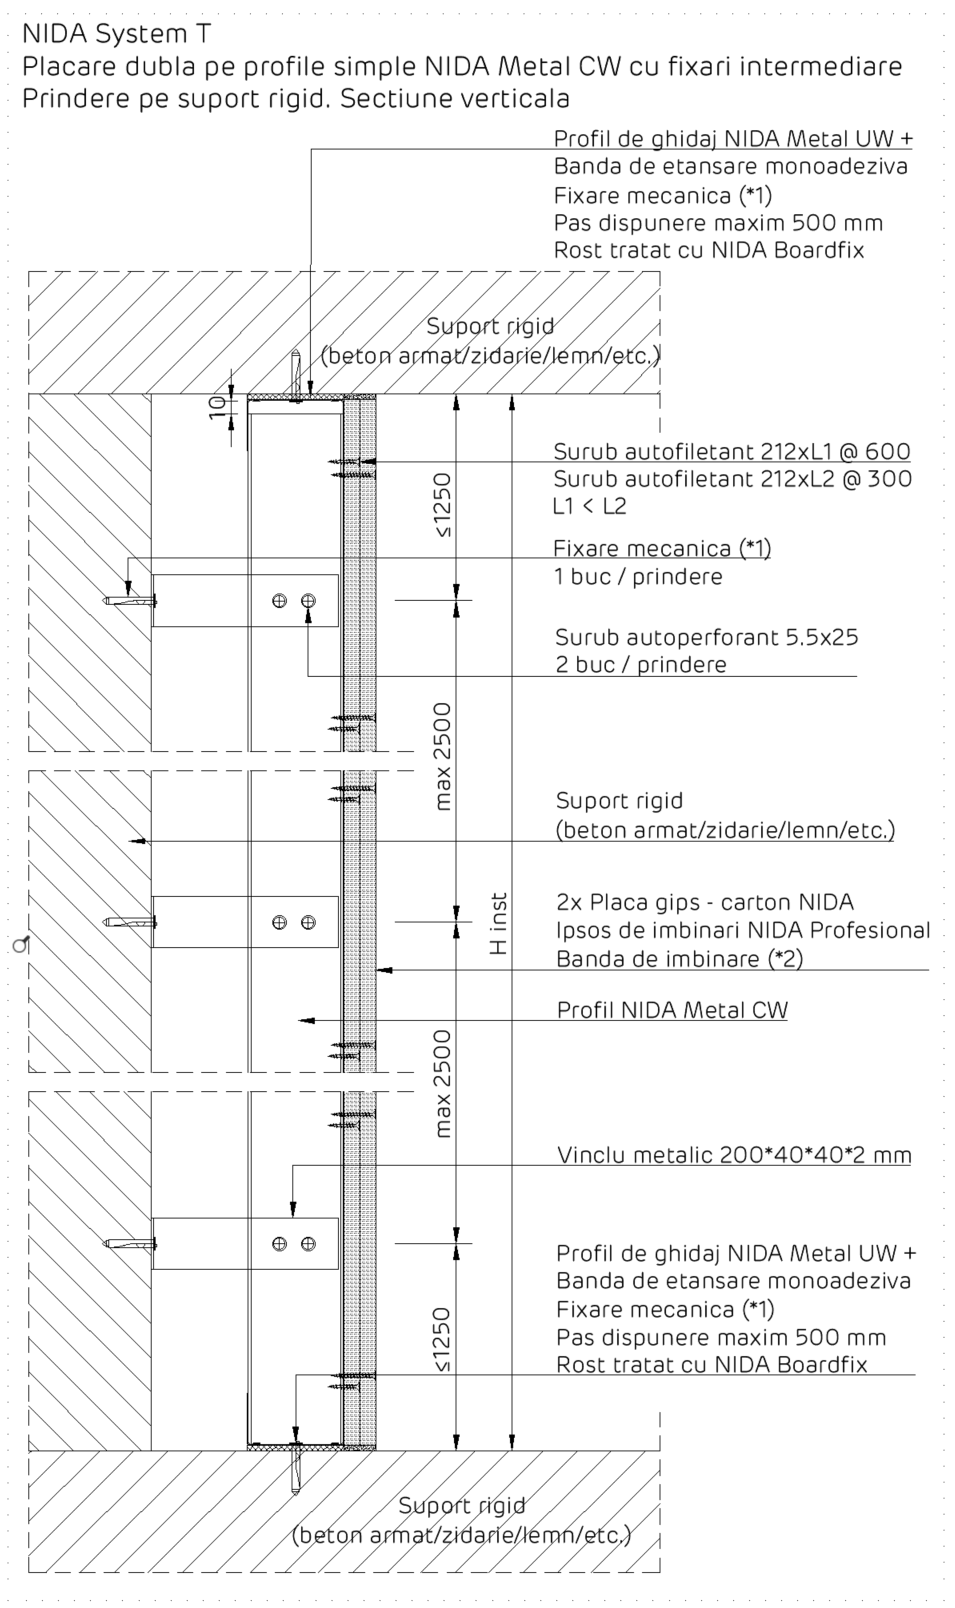 NIDA System T
Placare dubla pe profile simple NIDA Metal CW cu fixari intermediare
Prindere pe suport rigid. Sectiune verticala
Profil de ghidaj NIDA Metal UW +
Banda de etansare monoadeziva
Fixare mecanica (*1)
Pas dispunere maxim 500 mm
Rost tratat cu NIDA Boardfix
Suport rigid
(beton armat/zidarie/lemn/etc.)
10
≤1250
Surub autofiletant 212xL1 @ 600
Surub autofiletant 212xL2 @ 300
L1 < L2
Fixare mecanica (*1)
1 buc / prindere
Surub autoperforant 5.5x25
2 buc / prindere
max 2500
Suport rigid
(beton armat/zidarie/lemn/etc.)
H inst
2x Placa gips - carton NIDA
Ipsos de imbinari NIDA Profesional
Banda de imbinare (*2)
Profil NIDA Metal CW
max 2500
Vinclu metalic 200*40*40*2 mm
≤1250
Profil de ghidaj NIDA Metal UW +
Banda de etansare monoadeziva
Fixare mecanica (*1)
Pas dispunere maxim 500 mm
Rost tratat cu NIDA Boardfix
Suport rigid
(beton armat/zidarie/lemn/etc.)